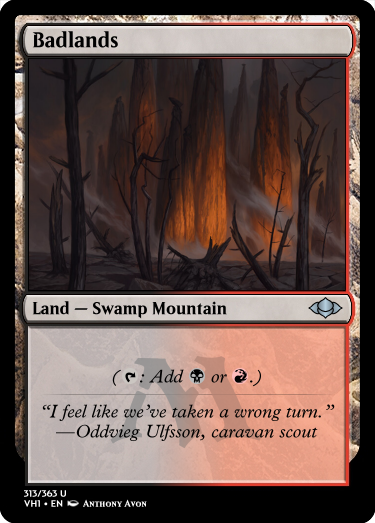 Badlands
Land — Swamp Mountain
( : Add or .)
“I feel like we’ve taken a wrong turn.”
—Oddvieg Ulfsson, caravan scout
313/363 U
VH1 • EN Anthony Avon